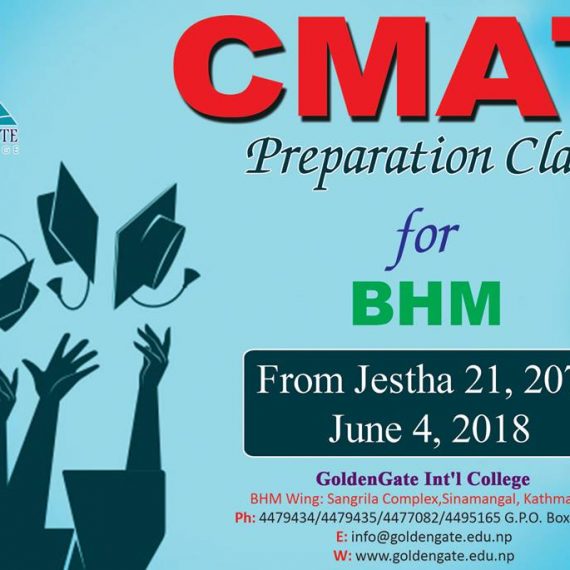 CMAT
Preparation Cla
for
BHM
From Jestha 21, 207
June 4, 2018
GoldenGate Int'l College
BHM Wing: Sangrila Complex,Sinamangal, Kathma
Ph: 4479434/4479435/4477082/4495165 G.P.O. Box
E: info@goldengate.edu.np
W: www.goldengate.edu.np